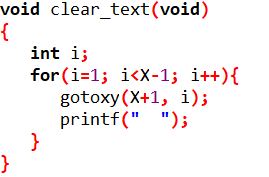 void clear_text(void)
{
int i;
for(i=1; i<X-1; i++){
gotoxy(X+1, i);
printf("  ");
}
}